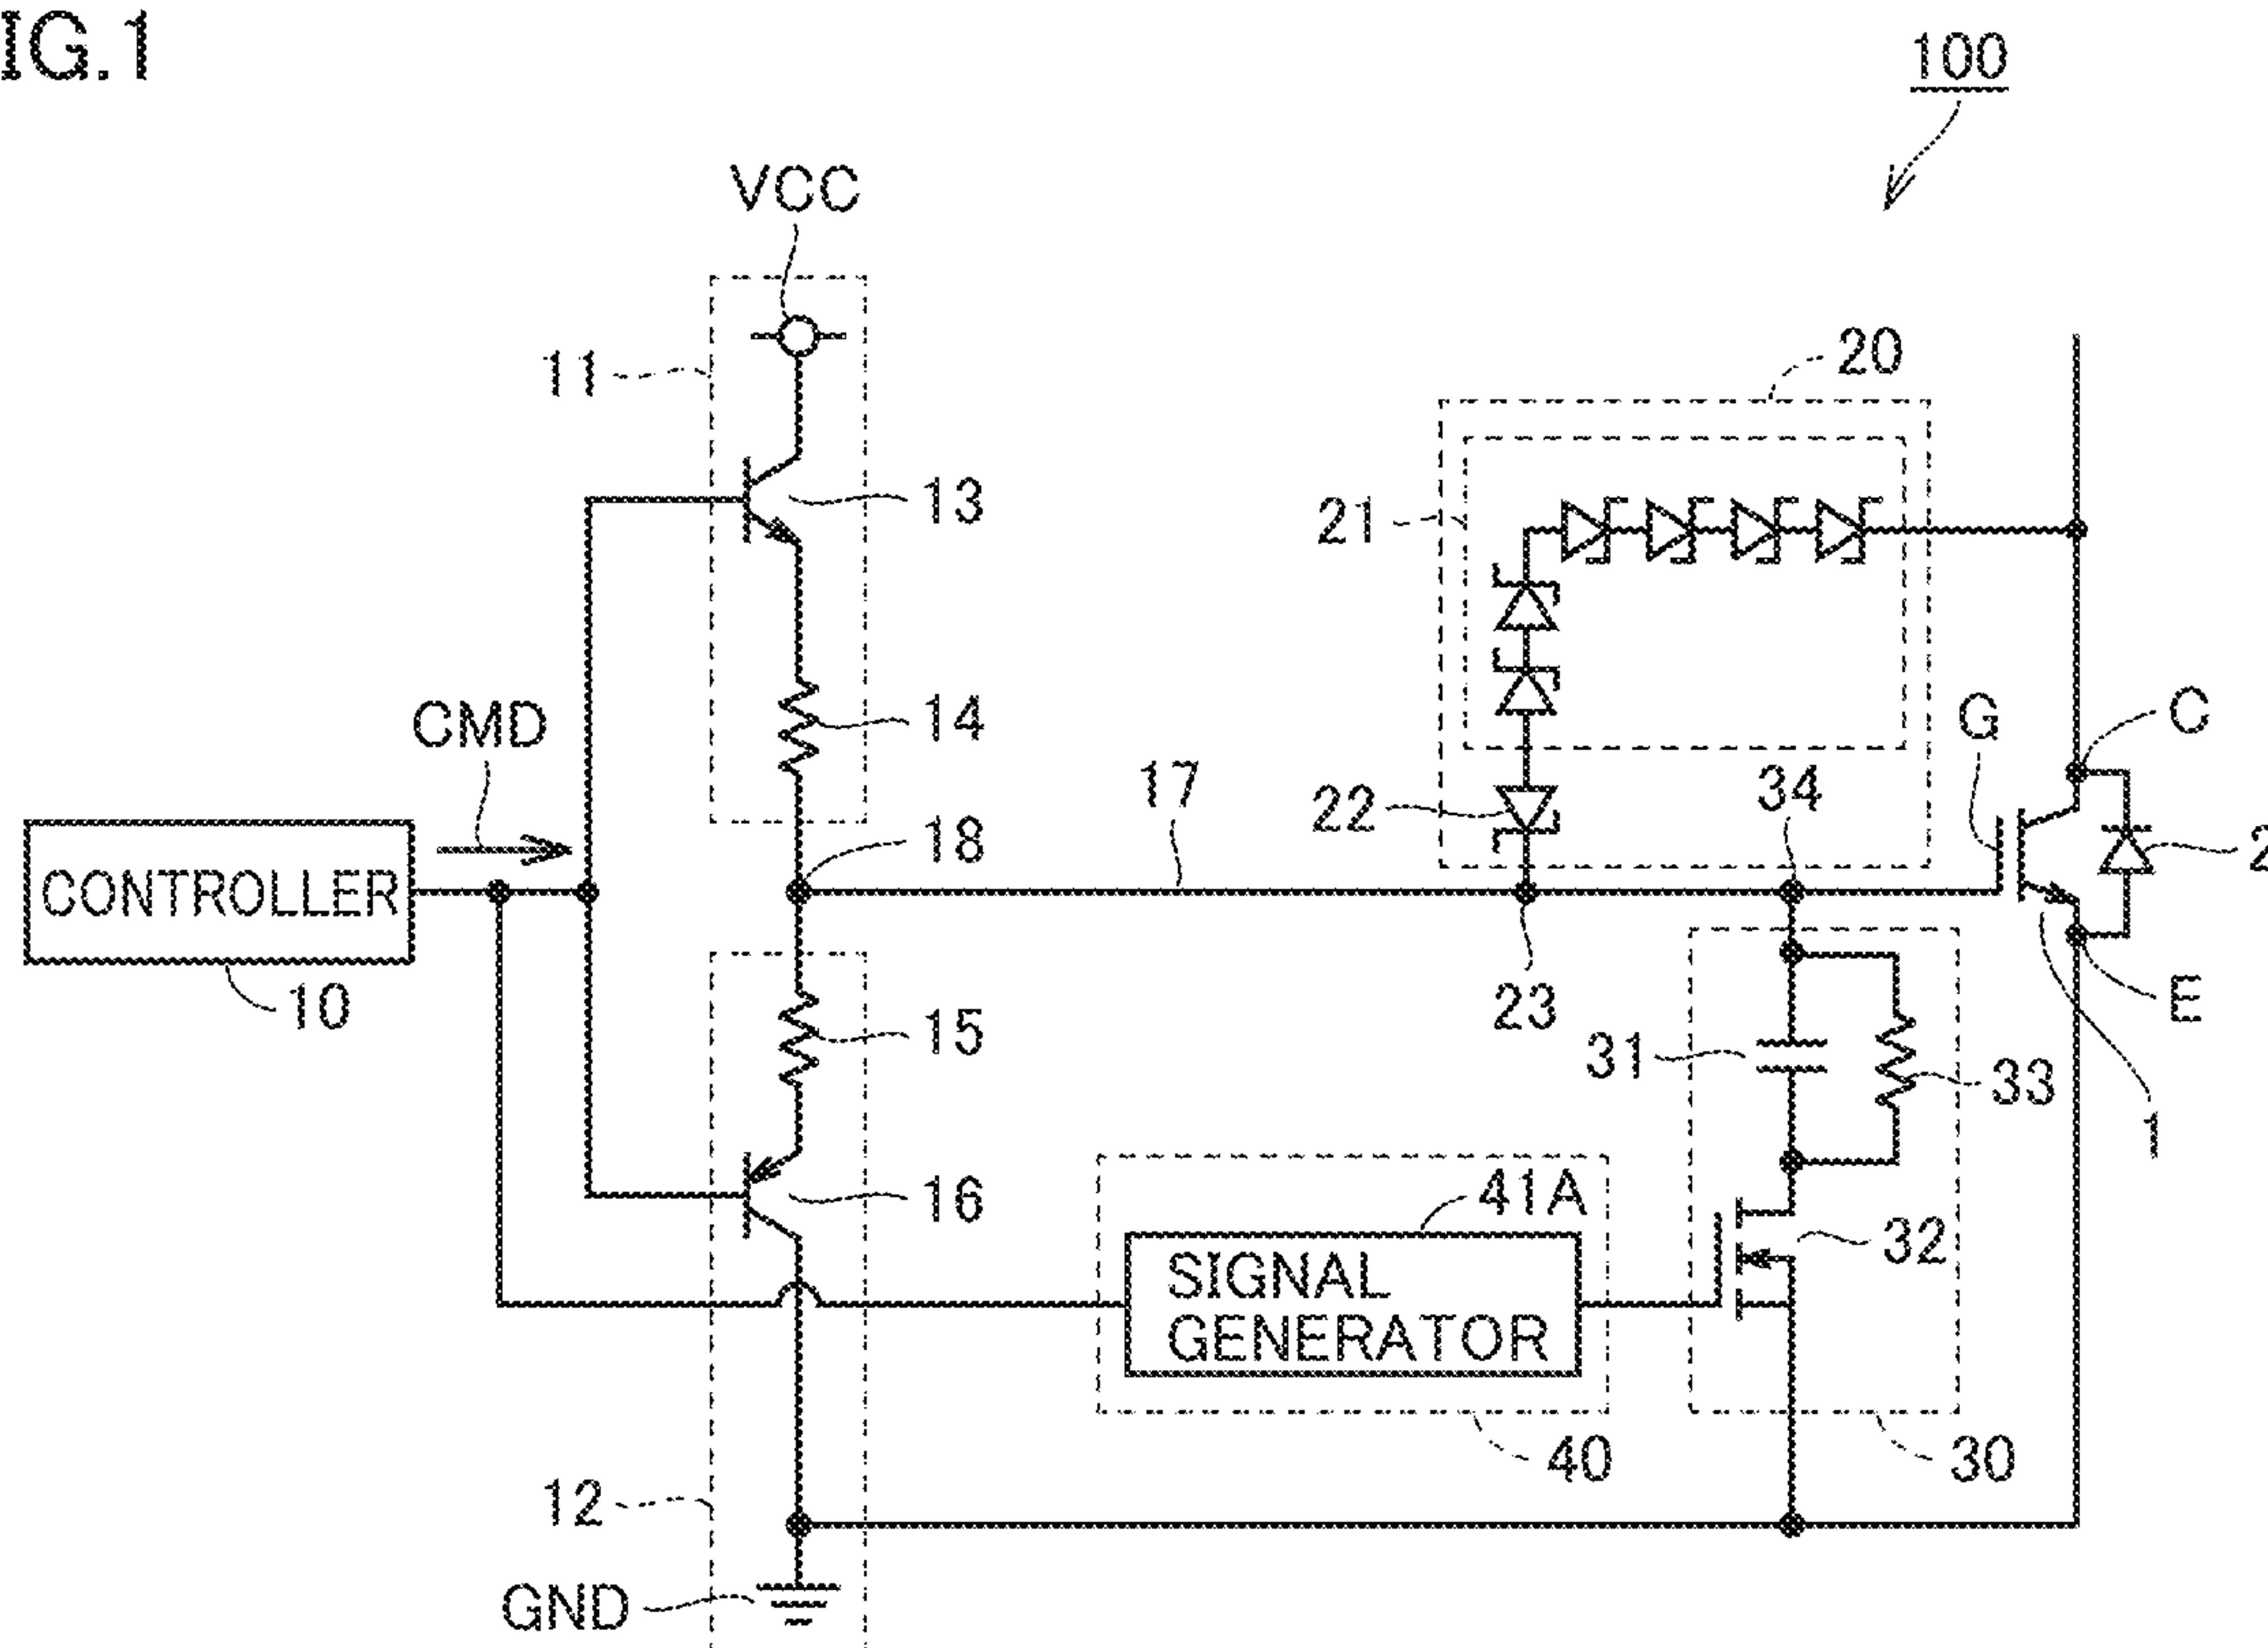 IG.1
100
VCC
11
20
13
21
14
CMD
G
C
17
34
22
18
2
CONTROLLER
10
23
E
15
31
33
1
16
41A
32
SIGNAL
GENERATOR
40
30
12
GND